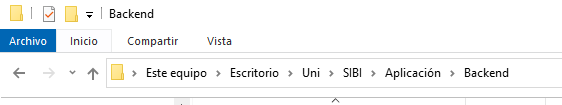 Backend
Archivo Inicio Compartir Vista
Este equipo Escritorio Uni SIBI Aplicación Backend